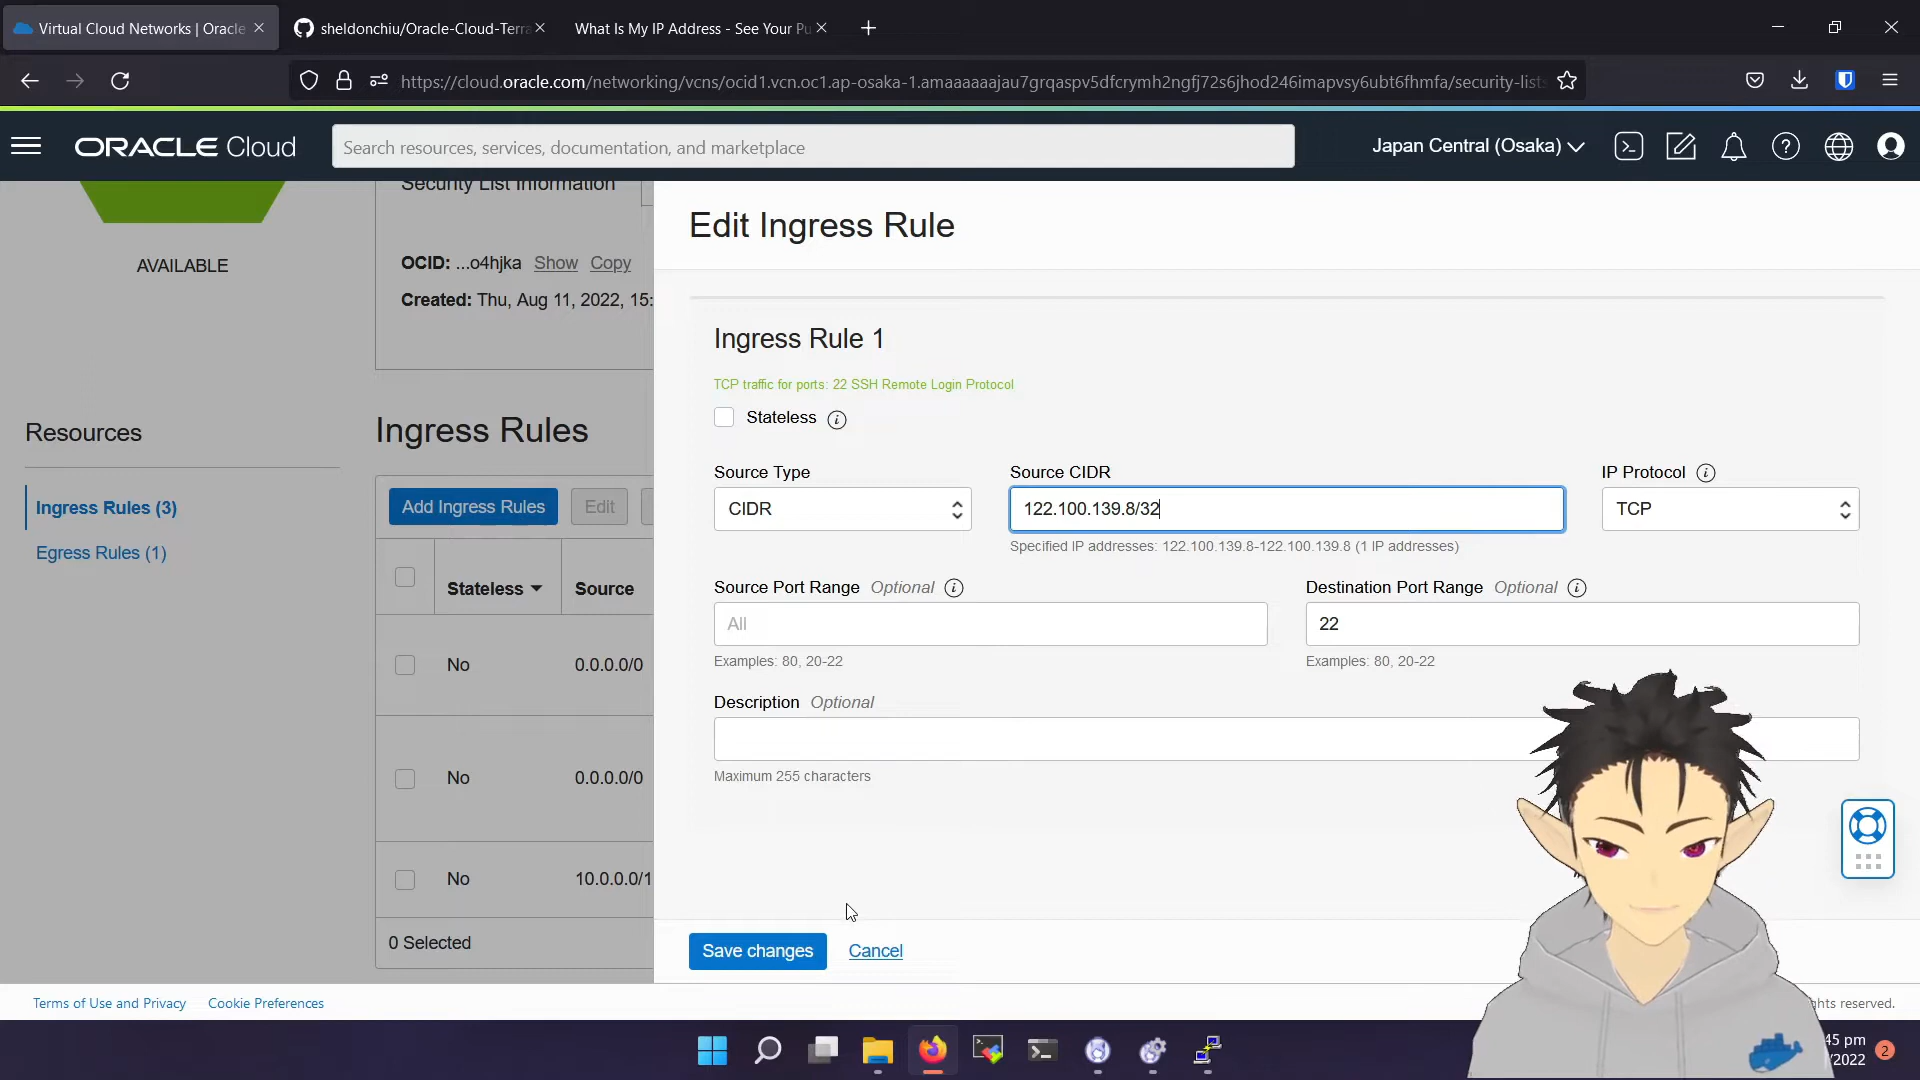 Virtual Cloud Networks | Oracle
sheldonchiu/Oracle-Cloud-Terra
What Is My IP Address - See Your Pu
https://cloud.oracle.com/networking/vcns/ocid1.vcn.oc1.ap-osaka-1.amaaaaaajau7grqaspv5dfcrymh2ngfj72s6jhod246imapvsy6ubt6fhmfa/security-lists
ORACLE Cloud
Search resources, services, documentation, and marketplace
Japan Central (Osaka)
Security List Information
AVAILABLE
OCID: ...o4hjka Show Copy
Created: Thu, Aug 11, 2022, 15:
Resources
Ingress Rules (3)
Egress Rules (1)
Ingress Rules
Add Ingress Rules
Edit
Stateless
Source
No
0.0.0.0/0
No
0.0.0.0/0
No
10.0.0.0/1
0 Selected
Edit Ingress Rule
Ingress Rule 1
TCP traffic for ports: 22 SSH Remote Login Protocol
Stateless
Source Type
CIDR
Source CIDR
122.100.139.8/32
Specified IP addresses: 122.100.139.8-122.100.139.8 (1 IP addresses)
IP Protocol
TCP
Source Port Range Optional
All
Examples: 80, 20-22
Destination Port Range Optional
22
Examples: 80, 20-22
Description Optional
Maximum 255 characters
Save changes
Cancel
Terms of Use and Privacy
Cookie Preferences
hts reserved.
45 pm
/2022
2